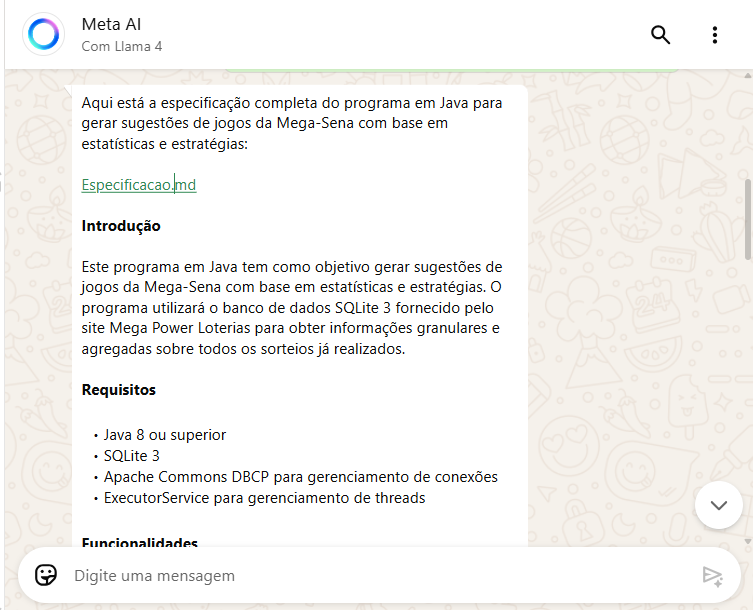 Meta AI
Com Llama 4
Aqui está a especificação completa do programa em Java para
gerar sugestões de jogos da Mega-Sena com base em
estatísticas e estratégias:
Especificacao.md
Introdução
Este programa em Java tem como objetivo gerar sugestões de
jogos da Mega-Sena com base em estatísticas e estratégias. O
programa utilizará o banco de dados SQLite 3 fornecido pelo
site Mega Power Loterias para obter informações granulares e
agregadas sobre todos os sorteios já realizados.
Requisitos
• Java 8 ou superior
• SQLite 3
• Apache Commons DBCP para gerenciamento de conexões
• ExecutorService para gerenciamento de threads
Funcionalidades
Digite uma mensagem